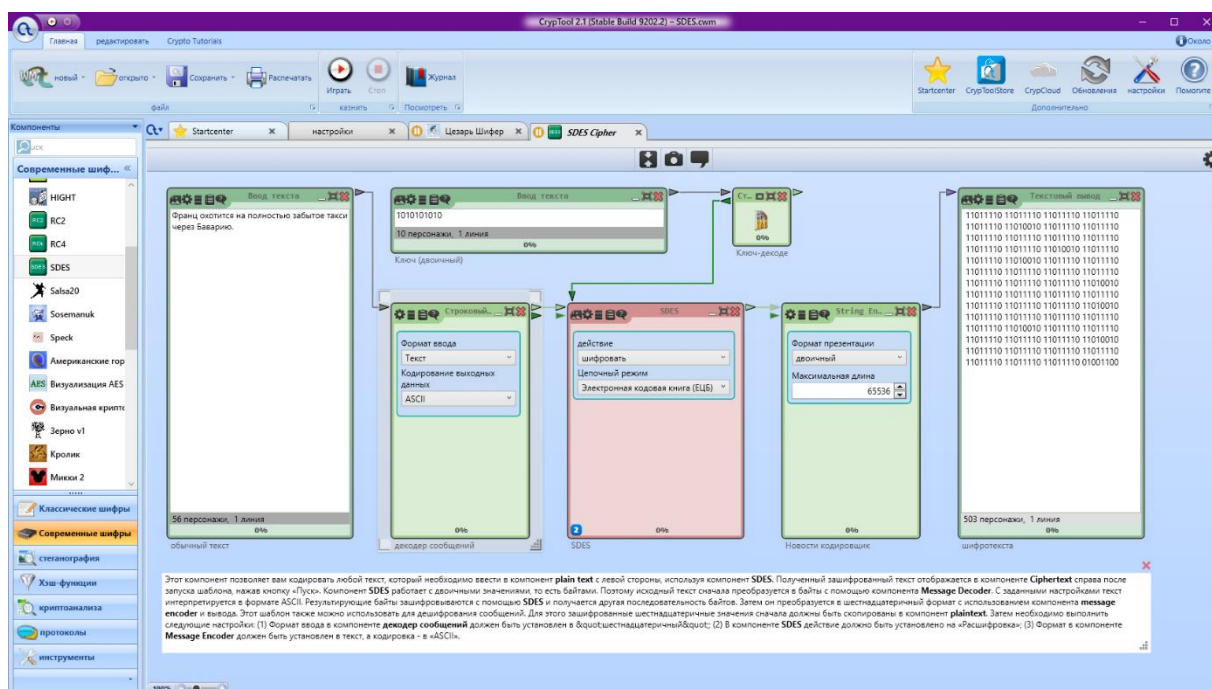 CrypTool 2.1 (Stable Build 9202.2) – SDES.cwm
Главная редактировать Crypto Tutorials
Около
новый открыто Сохранить Распечатать Играть Стоп Журнал
Startcenter CrypToolStore CrypCloud Обновления настройки Помогите
файл казнить Посмотреть Дополнительно
Компоненты
Startcenter настройки Цезарь Шифер SDES Cipher
Современные шиф...
HIGHT
RC2
RC4
SDES
Salsa20
Sosemanuk
Speck
Американские гор
AES Визуализация AES
Визуальная крипто
Зерно v1
Кролик
Микки 2
Классические шифры
Современные шифры
стеганография
Хэш-функции
криптоанализа
протоколы
инструменты
Ввод текста
Франц охотится на полностью забытое такси
через Баварию.
56 персонажи, 1 линия
0%
обычный текст
Ввод текста
1010101010
10 персонажи, 1 линия
0%
Ключ (двоичный)
Ст...
0%
Ключ-декоде
Строковый...
Формат ввода
Текст
Кодирование выходных
данных
ASCII
0%
декодер сообщений
SDES
действие
шифровать
Цепочный режим
Электронная кодовая книга (ЕЦБ)
2
0%
SDES
String En...
Формат презентации
двоичный
Максимальная длина
65536
0%
Новости кодировщик
Текстовый вывод
11011110 11011110 11011110 11011110
11011110 11010010 11011110 11011110
11011110 11011110 11010010 11011110
11011110 11010010 11011110 11011110
11011110 11011110 11011110 11011110
11011110 11011110 11011110 11010010
11011110 11011110 11011110 11011110
11011110 11011110 11011110 11010010
11011110 11011110 11011110 11011110
11011110 11010010 11011110 11011110
11011110 11011110 11011110 11010010
11011110 11011110 11011110 11011110
11011110 11011110 11011110 01001100
503 персонажи, 1 линия
0%
шифротекста
Этот компонент позволяет вам кодировать любой текст, который необходимо ввести в компонент plain text с левой стороны, используя компонент SDES. Полученный зашифрованный текст отображается в компоненте Ciphertext справа после
запуска шаблона, нажав кнопку «Пуск». Компонент SDES работает с двоичными значениями, то есть байтами. Поэтому исходный текст сначала преобразуется в байты с помощью компонента Message Decoder. С заданными настройками текст
интерпретируется в формате ASCII. Результирующие байты зашифровываются с помощью SDES и получается другая последовательность байтов. Затем он преобразуется в шестнадцатеричный формат с использованием компонента message
encoder и вывода. Этот шаблон также можно использовать для дешифрования сообщений. Для этого зашифрованные шестнадцатеричные значения сначала должны быть скопированы в компонент plaintext. Затем необходимо выполнить
следующие настройки: (1) Формат ввода в компоненте декодер сообщений должен быть установлен в &quot;шестнадцатеричный&quot; (2) В компоненте SDES действие должно быть установлено на «Расшифровка»; (3) Формат в компоненте
Message Encoder должен быть установлен в текст, а кодировка - в «ASCII».